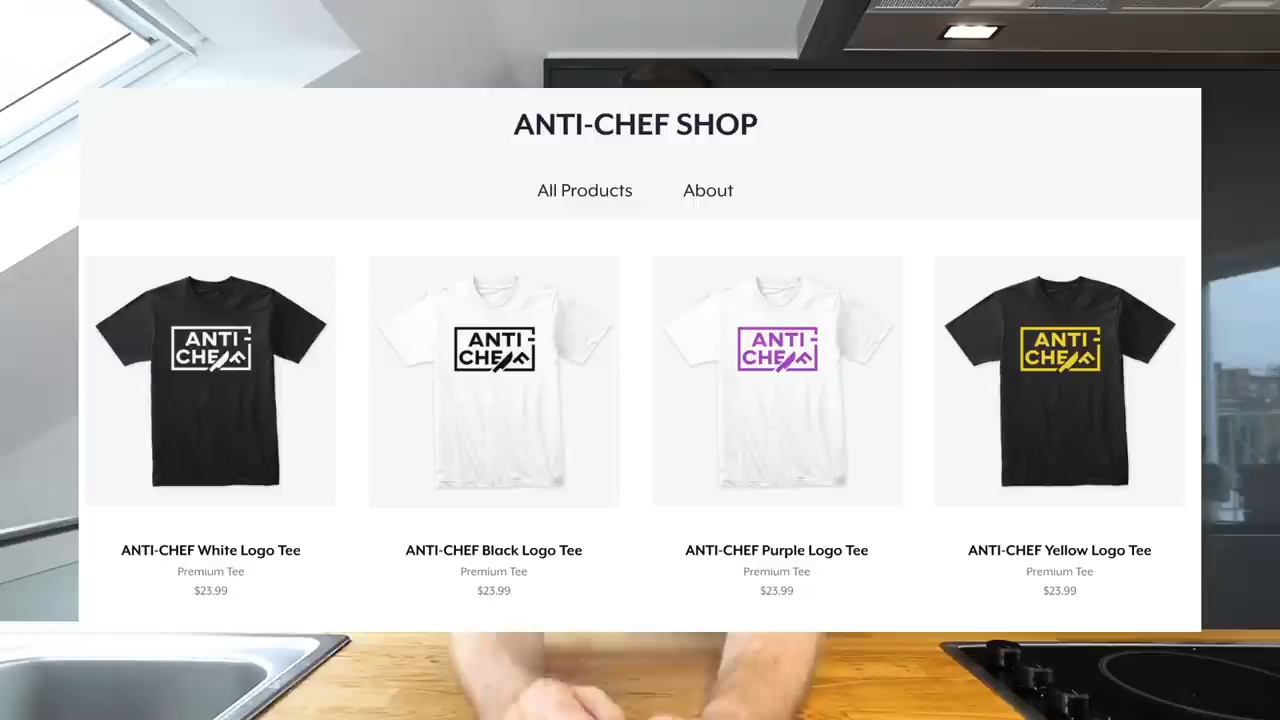 ANTI-CHEF SHOP
All Products About
ANTI-
CHEF
ANTI-
CHEF
ANTI-
CHEF
ANTI-
CHEF
ANTI-CHEF White Logo Tee
ANTI-CHEF Black Logo Tee
ANTI-CHEF Purple Logo Tee
ANTI-CHEF Yellow Logo Tee
Premium Tee
Premium Tee
Premium Tee
Premium Tee
$23.99
$23.99
$23.99
$23.99